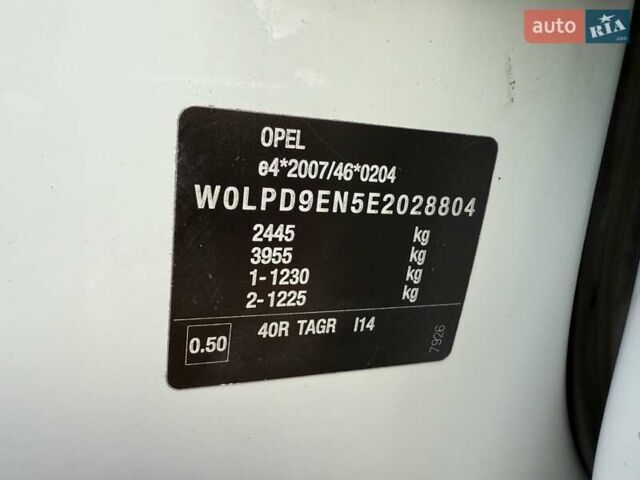 auto RIA.com
OPEL
e4*2007/46*0204
W0LPD9EN5E2028804
2445 kg
3955 kg
1-1230 kg
2-1225 kg
0.50 40R TAGR I14
7926